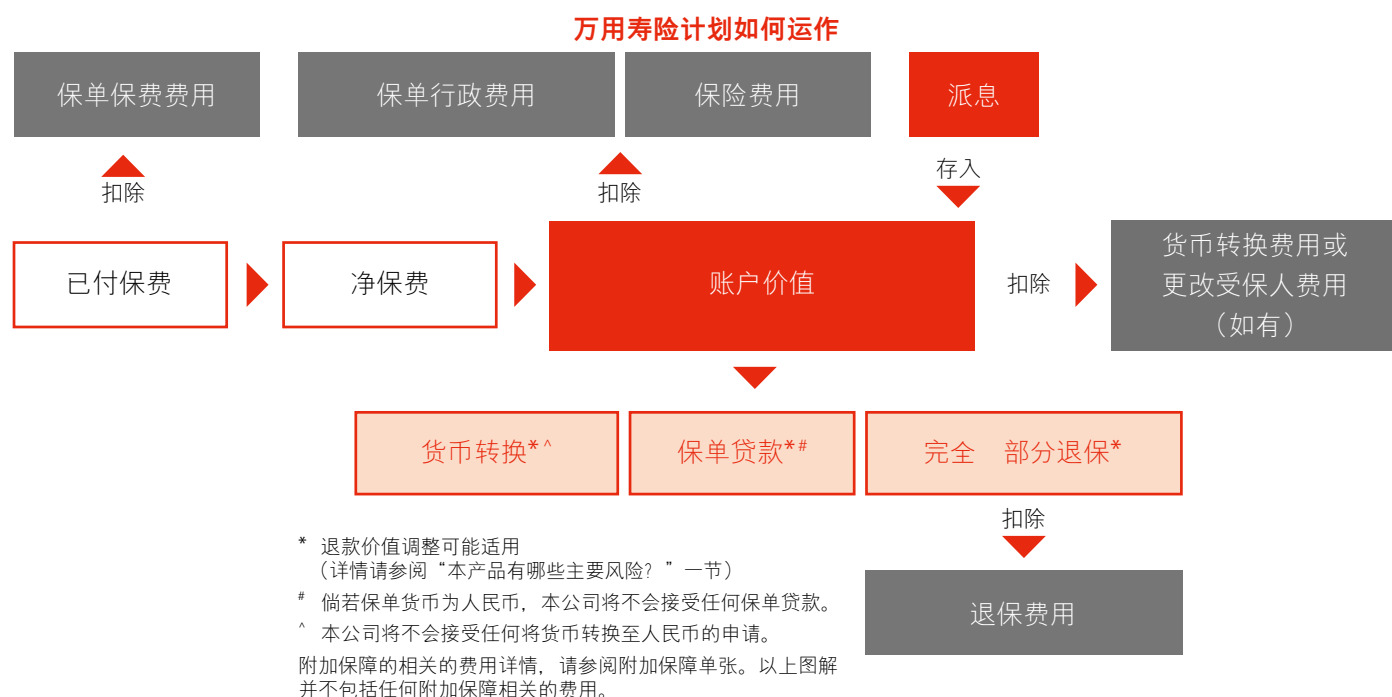 万用寿险计划如何运作
保单保费费用
保单行政费用
保险费用
派息
扣除
扣除
存入
已付保费
净保费
账户价值
扣除
货币转换费用或
更改受保人费用
（如有）
货币转换*^
保单贷款*#
完全 部分退保*
扣除
退保费用
* 退款价值调整可能适用
（详情请参阅“本产品有哪些主要风险？”一节）
# 倘若保单货币为人民币，本公司将不会接受任何保单贷款。
^ 本公司将不会接受任何将货币转换至人民币的申请。
附加保障的相关的费用详情，请参阅附加保障单张。以上图解
并不包括任何附加保障相关的费用。